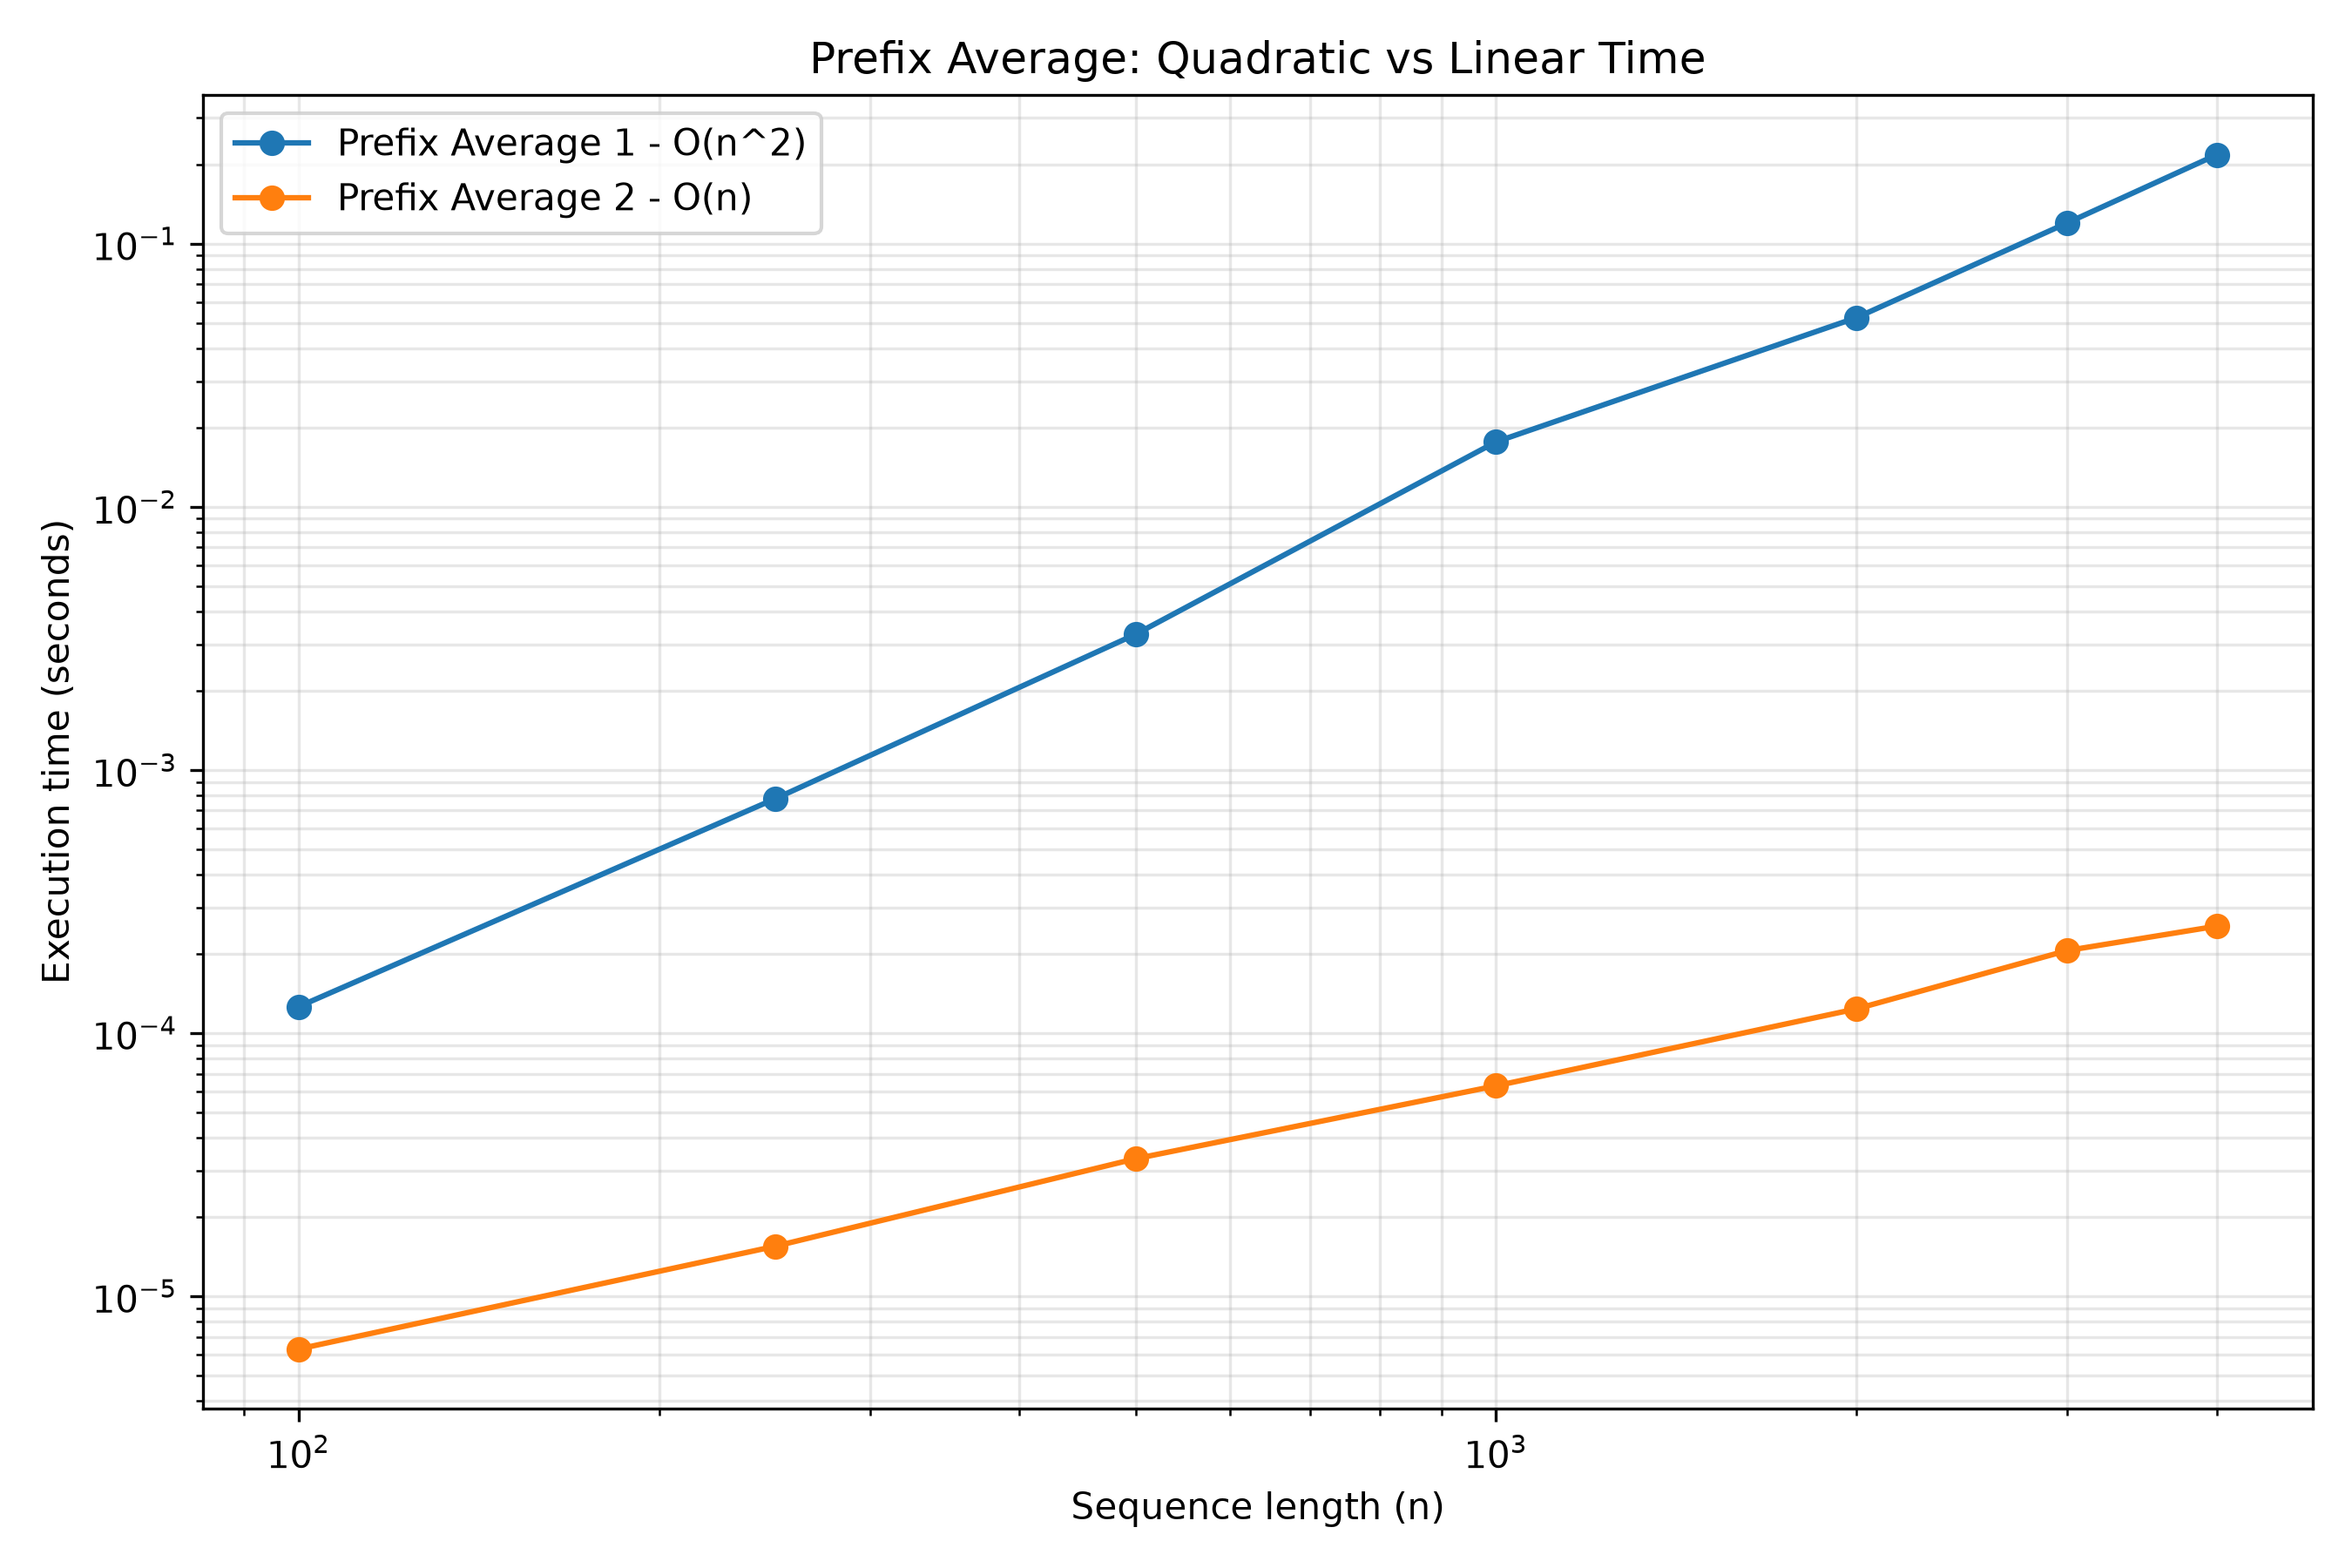 Prefix Average: Quadratic vs Linear Time
Prefix Average 1 - O(n^2)
Prefix Average 2 - O(n)
10⁻¹
10⁻²
10⁻³
10⁻⁴
10⁻⁵
Execution time (seconds)
10² 10³
Sequence length (n)